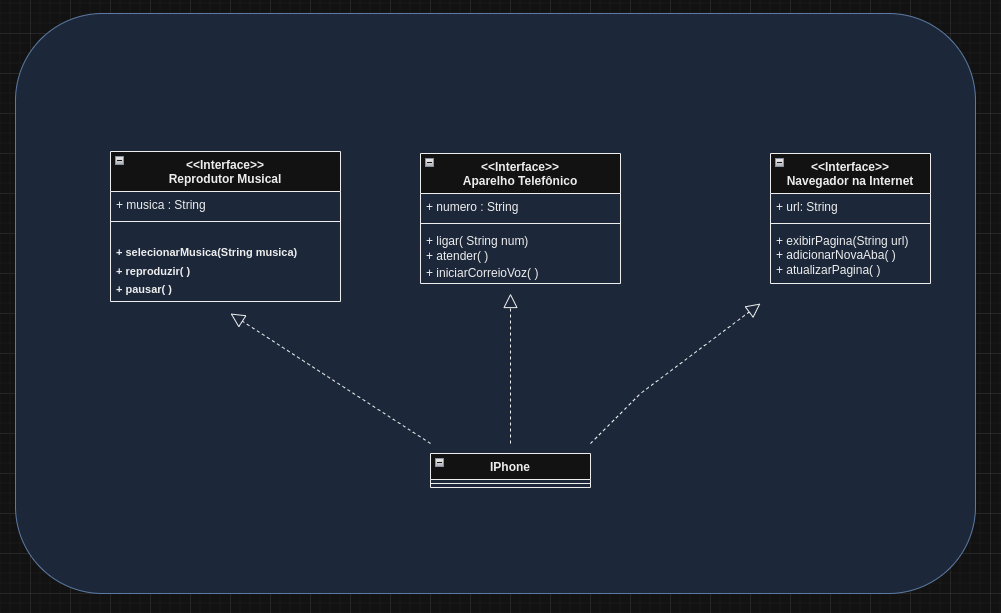 <<Interface>>
Reprodutor Musical
+ musica : String
+ selecionarMusica(String musica)
+ reproduzir( )
+ pausar( )
<<Interface>>
Aparelho Telefônico
+ numero : String
+ ligar( String num)
+ atender( )
+ iniciarCorreioVoz( )
<<Interface>>
Navegador na Internet
+ url: String
+ exibirPagina(String url)
+ adicionarNovaAba( )
+ atualizarPagina( )
IPhone